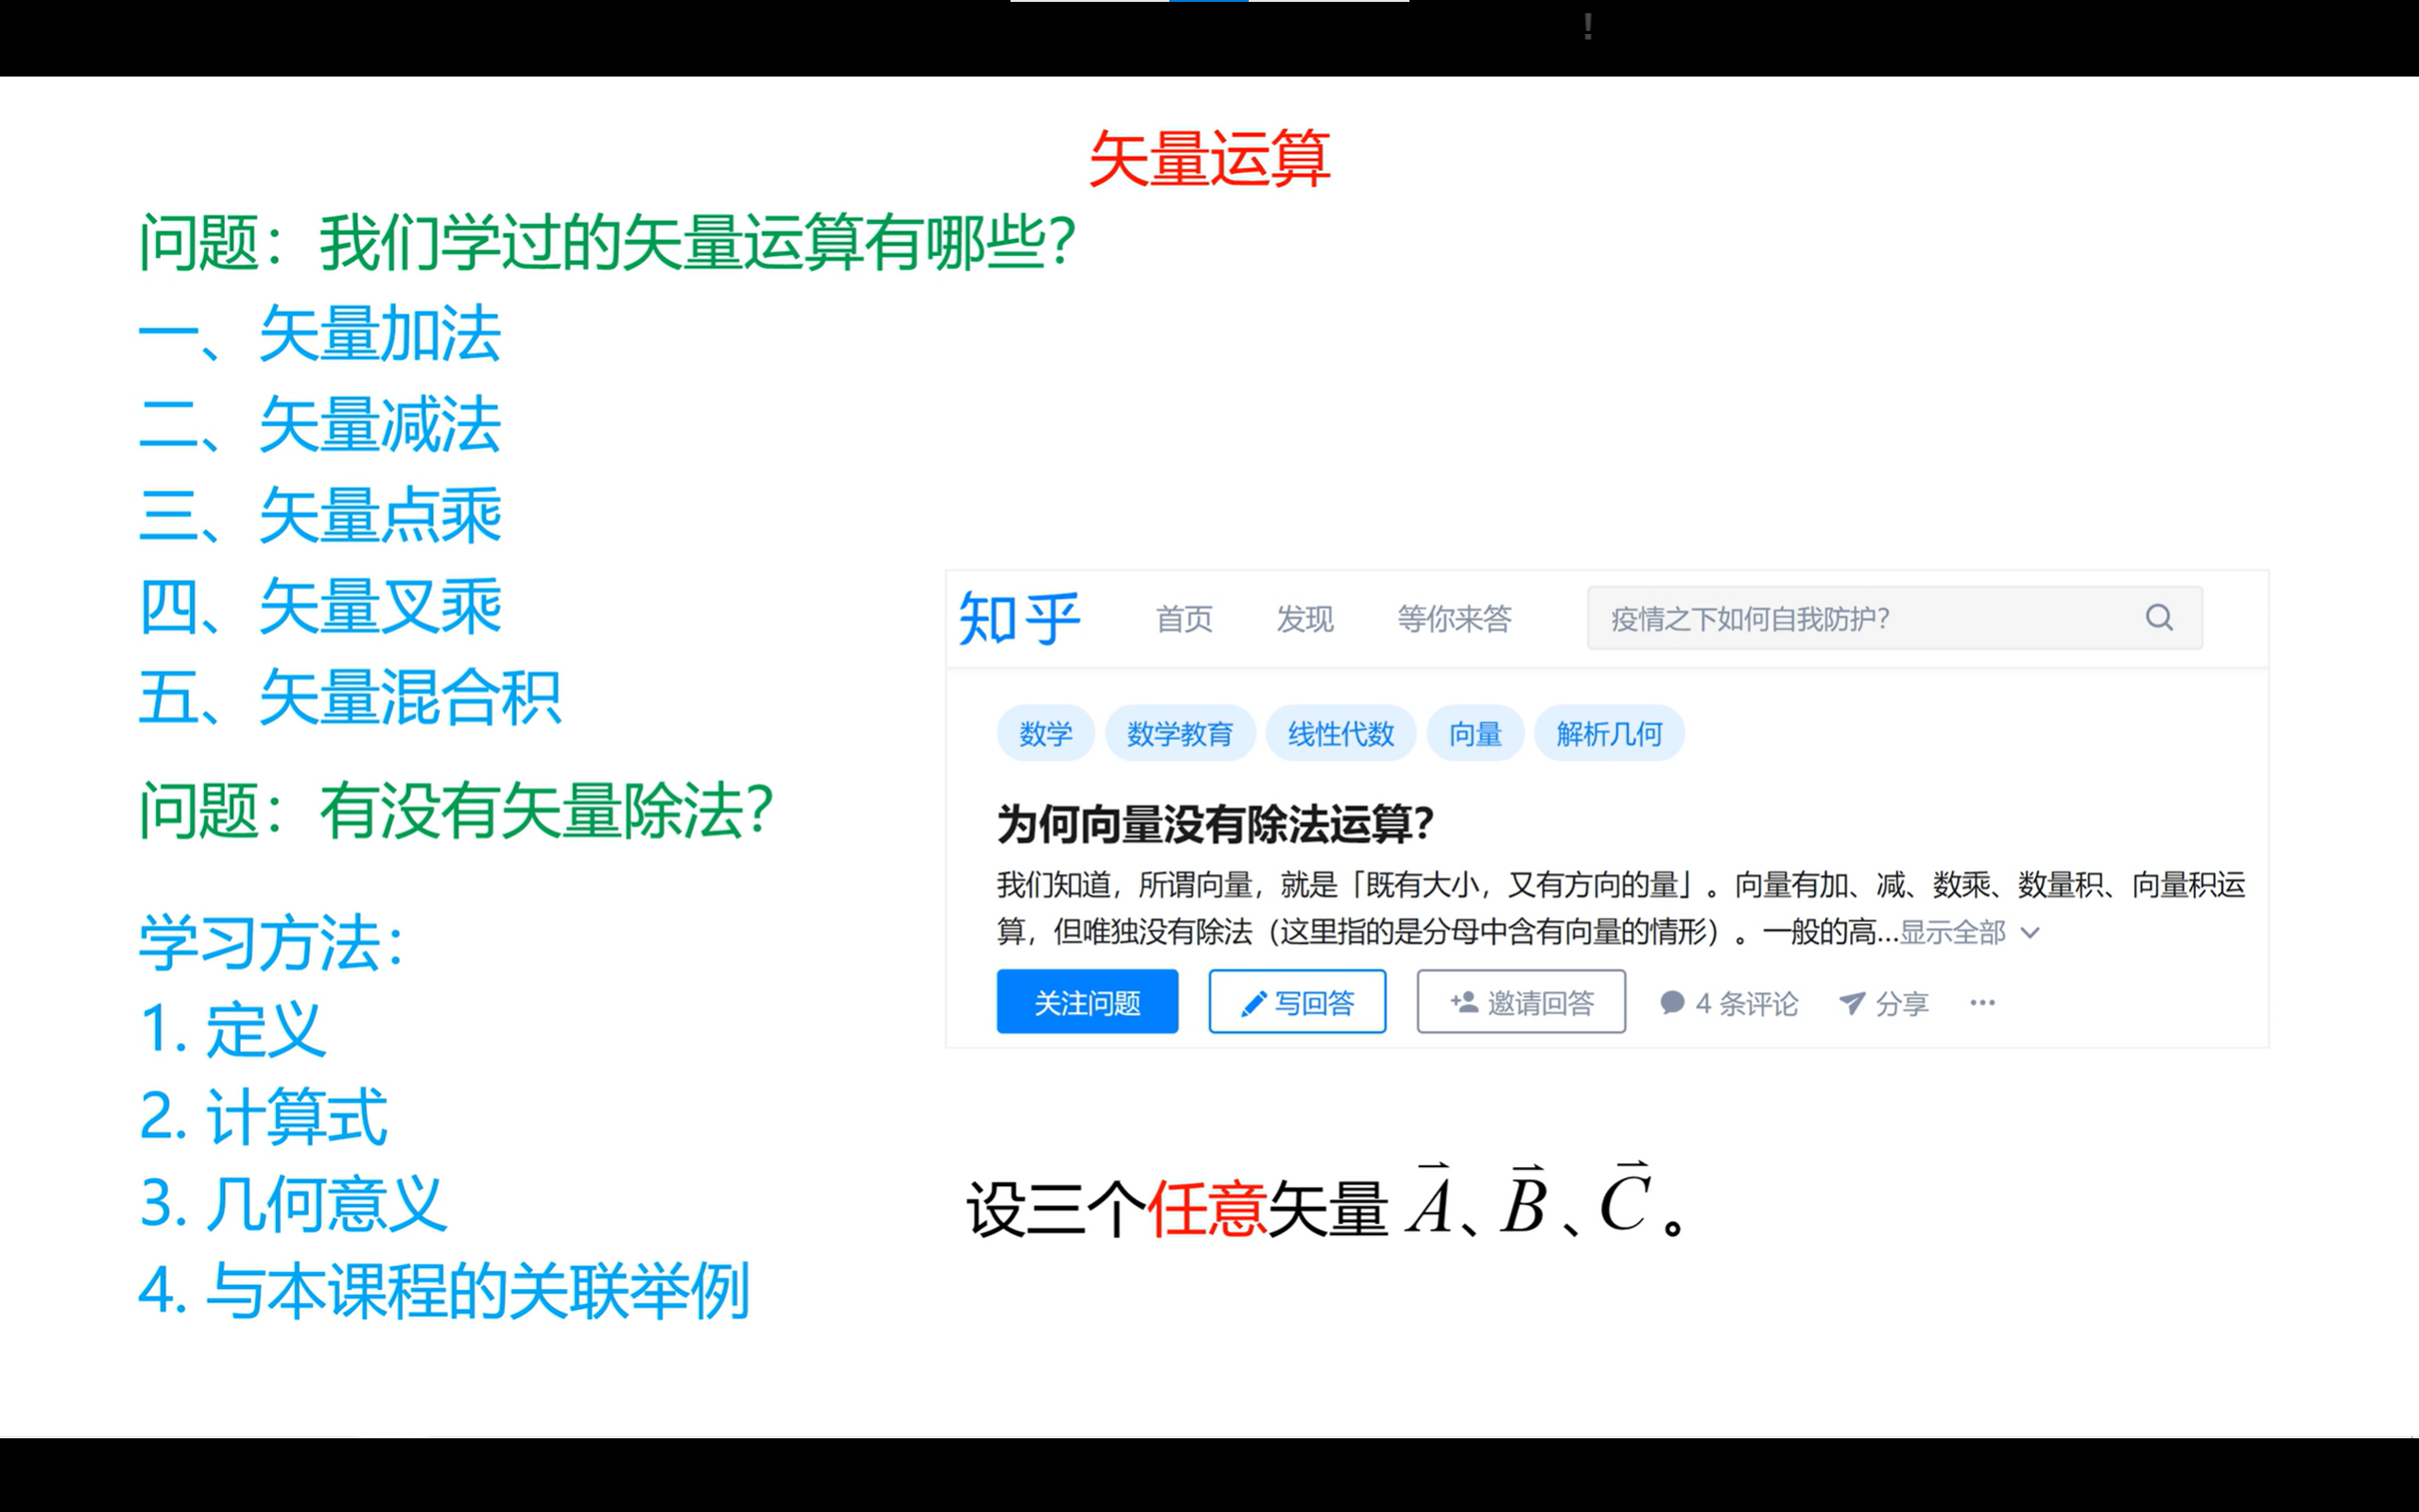 !
矢量运算
问题：我们学过的矢量运算有哪些？
一、矢量加法
二、矢量减法
三、矢量点乘
四、矢量叉乘
五、矢量混合积
问题：有没有矢量除法？
学习方法：
1. 定义
2. 计算式
3. 几何意义
4. 与本课程的关联举例
知乎 首页 发现 等你来答 疫情之下如何自我防护？
数学 数学教育 线性代数 向量 解析几何
为何向量没有除法运算？
我们知道，所谓向量，就是「既有大小，又有方向的量」。向量有加、减、数乘、数量积、向量积运
算，但唯独没有除法（这里指的是分母中含有向量的情形）。一般的高...显示全部
关注问题 写回答 邀请回答 4 条评论 分享 ···
设三个任意矢量 A⃗、B⃗、C⃗。